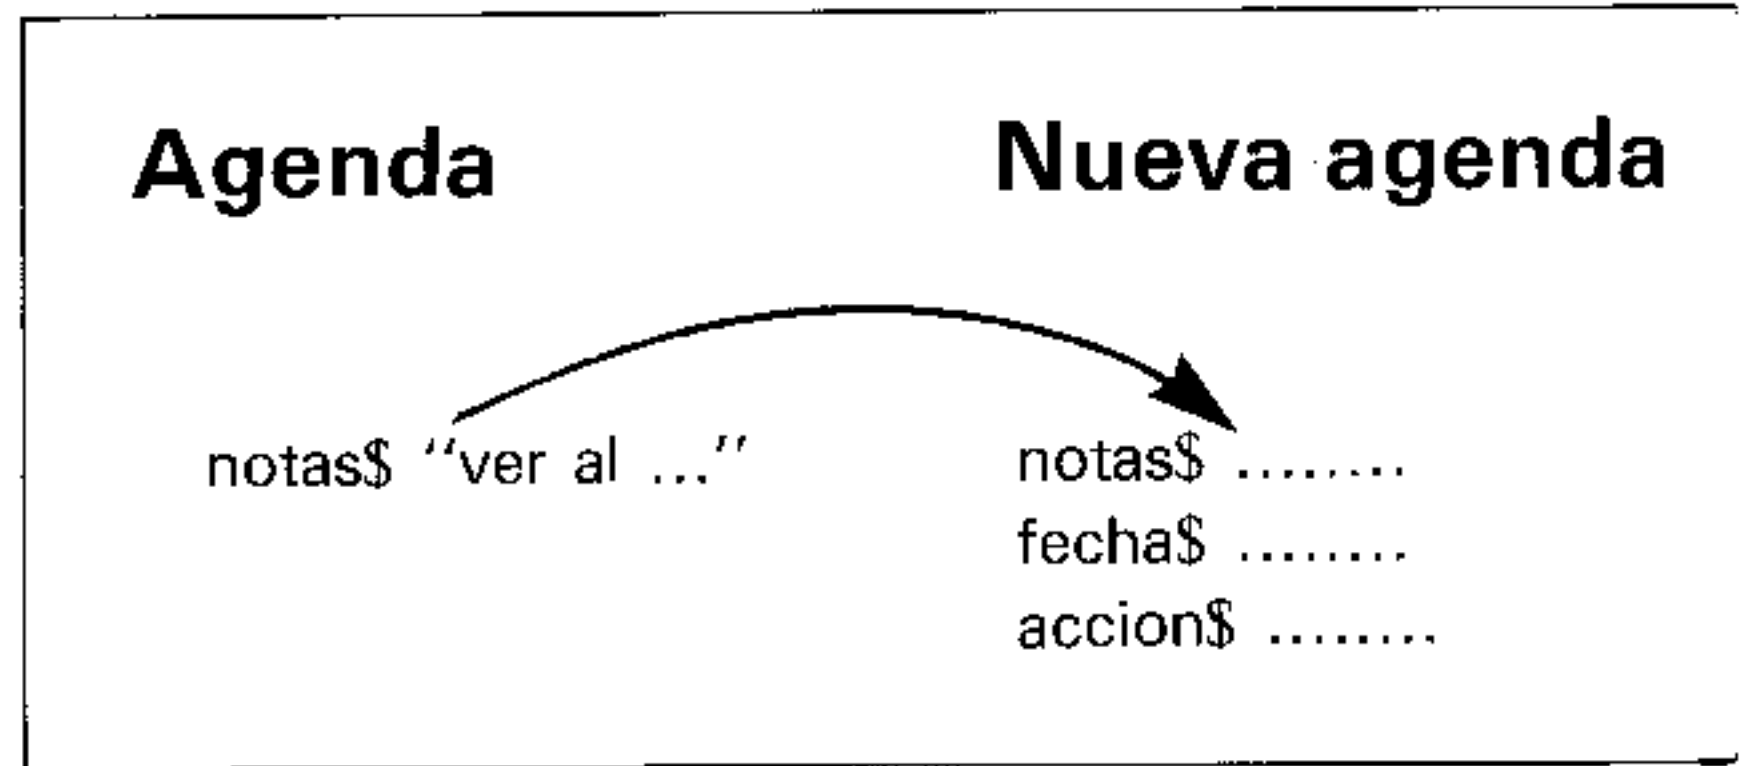 Agenda
Nueva agenda
notas$ "ver al ..."
notas$ ........
fecha$ ........
accion$ ........